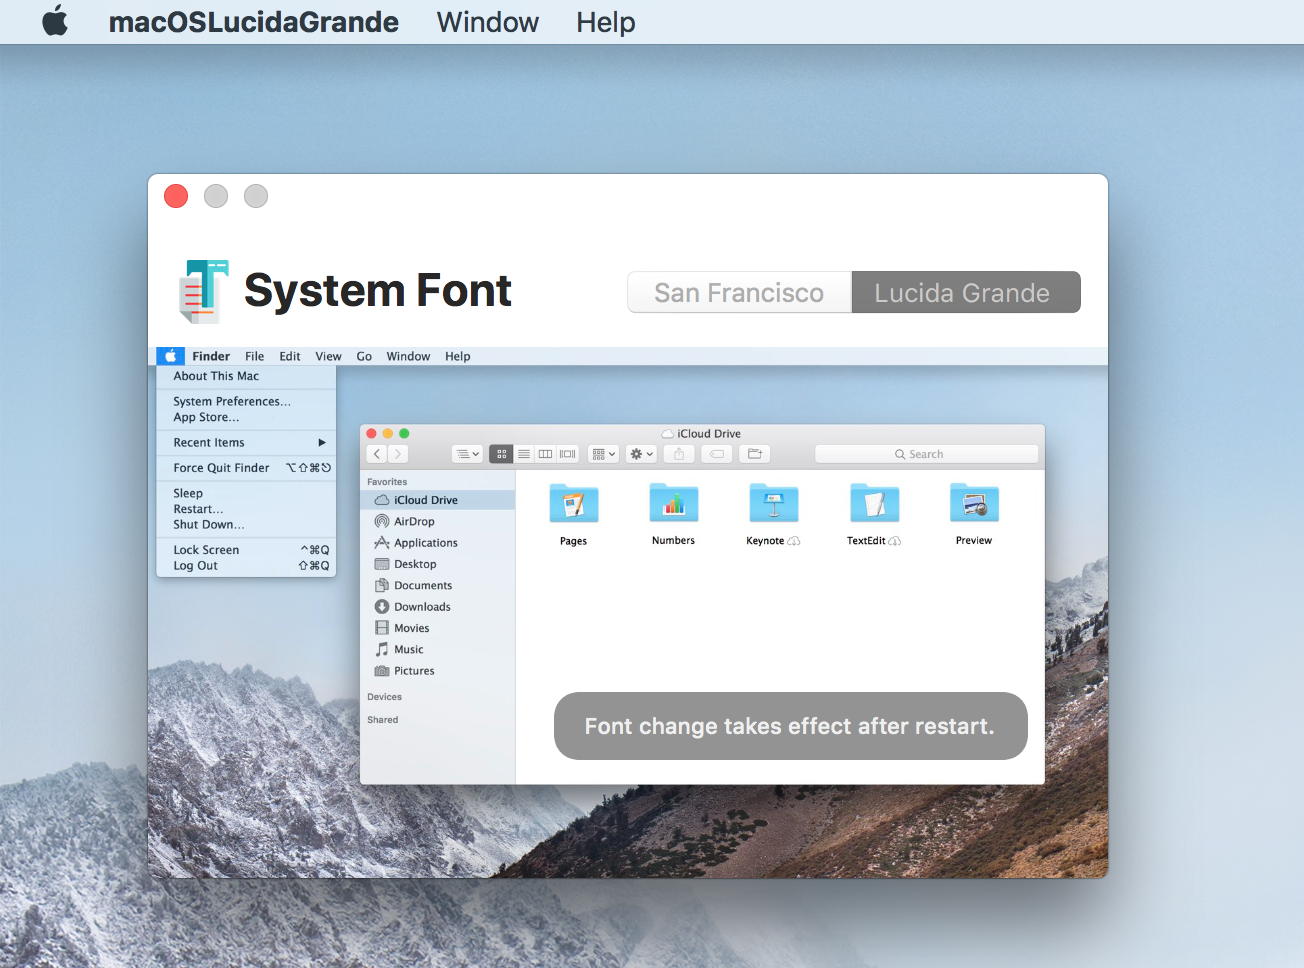 macOSLucidaGrande Window Help
System Font
San Francisco Lucida Grande
Finder File Edit View Go Window Help
About This Mac
System Preferences...
App Store...
Recent Items ▶
Force Quit Finder ⌥⇧⌘⎋
Sleep
Restart...
Shut Down...
Lock Screen ^⌘Q
Log Out ⇧⌘Q
iCloud Drive
Search
Favorites
iCloud Drive
AirDrop
Applications
Desktop
Documents
Downloads
Movies
Music
Pictures
Devices
Shared
Pages Numbers Keynote TextEdit Preview
Font change takes effect after restart.